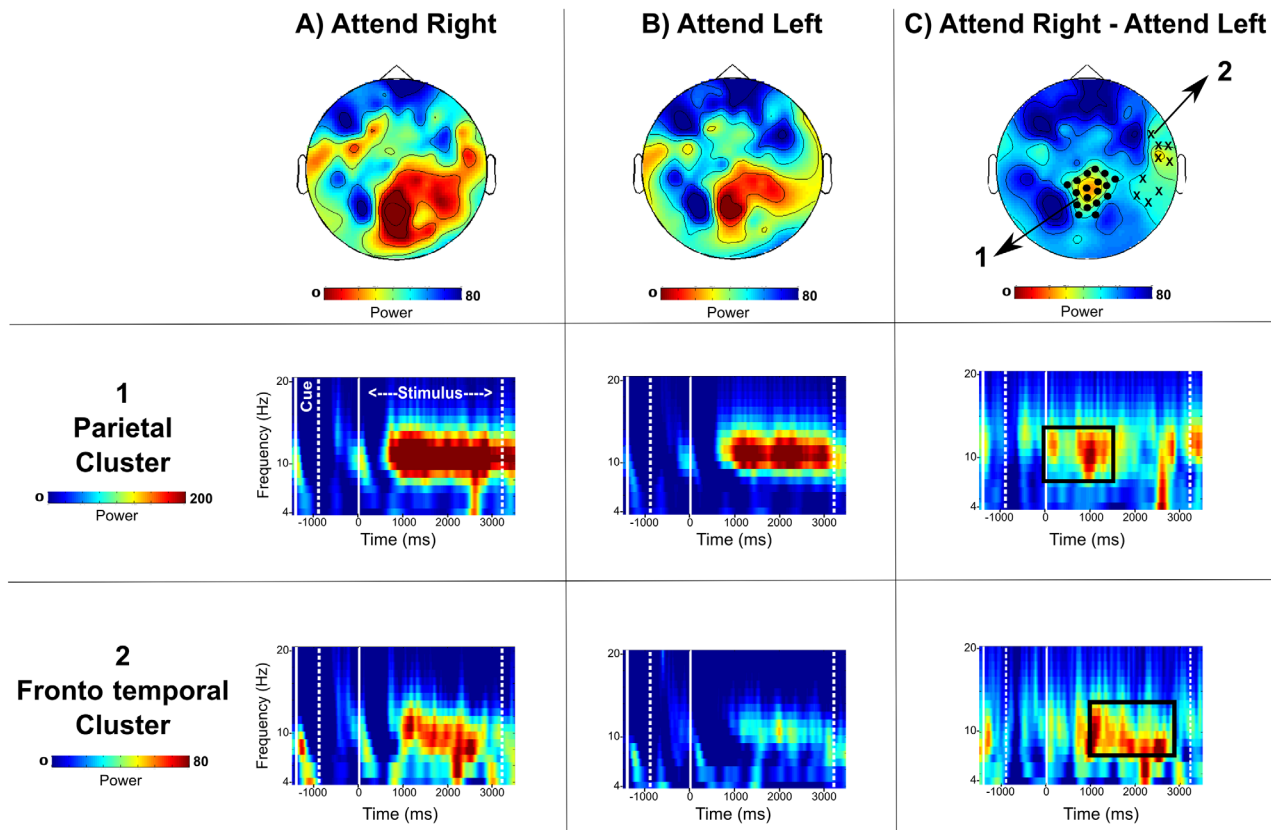 A) Attend Right
B) Attend Left
C) Attend Right - Attend Left
2
1
0 80
Power
0 80
Power
0 80
Power
1
Parietal
Cluster
0 200
Power
Frequency (Hz)
20
10
4
Cue
<----Stimulus---->
-1000 0 1000 2000 3000
Time (ms)
20
10
4
-1000 0 1000 2000 3000
Time (ms)
20
10
4
-1000 0 1000 2000 3000
Time (ms)
2
Fronto temporal
Cluster
0 80
Power
Frequency (Hz)
20
10
4
-1000 0 1000 2000 3000
Time (ms)
20
10
4
-1000 0 1000 2000 3000
Time (ms)
20
10
4
-1000 0 1000 2000 3000
Time (ms)